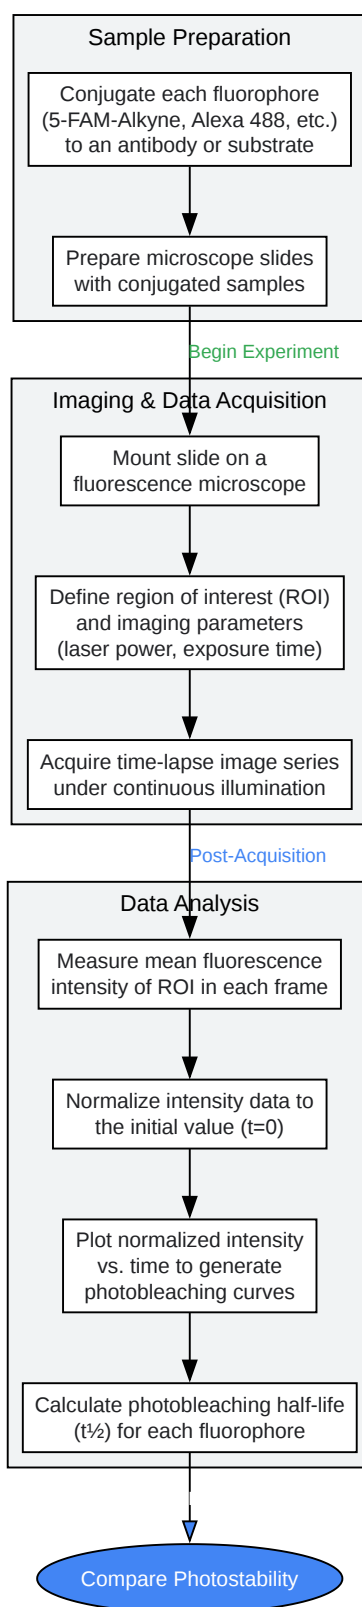 Sample Preparation
Conjugate each fluorophore
(5-FAM-Alkyne, Alexa 488, etc.)
to an antibody or substrate
Prepare microscope slides
with conjugated samples
Begin Experiment
Imaging & Data Acquisition
Mount slide on a
fluorescence microscope
Define region of interest (ROI)
and imaging parameters
(laser power, exposure time)
Acquire time-lapse image series
under continuous illumination
Post-Acquisition
Data Analysis
Measure mean fluorescence
intensity of ROI in each frame
Normalize intensity data to
the initial value (t=0)
Plot normalized intensity
vs. time to generate
photobleaching curves
Calculate photobleaching half-life
(t½) for each fluorophore
Compare Photostability